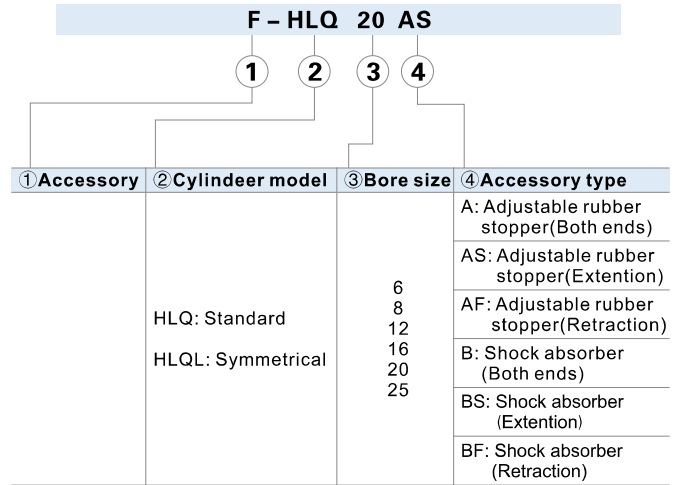 F – HLQ 20 AS
1 2 3 4
①Accessory ②Cylindeer model ③Bore size ④Accessory type
HLQ: Standard
HLQL: Symmetrical
6
8
12
16
20
25
A: Adjustable rubber
stopper(Both ends)
AS: Adjustable rubber
stopper(Extention)
AF: Adjustable rubber
stopper(Retraction)
B: Shock absorber
(Both ends)
BS: Shock absorber
(Extention)
BF: Shock absorber
(Retraction)